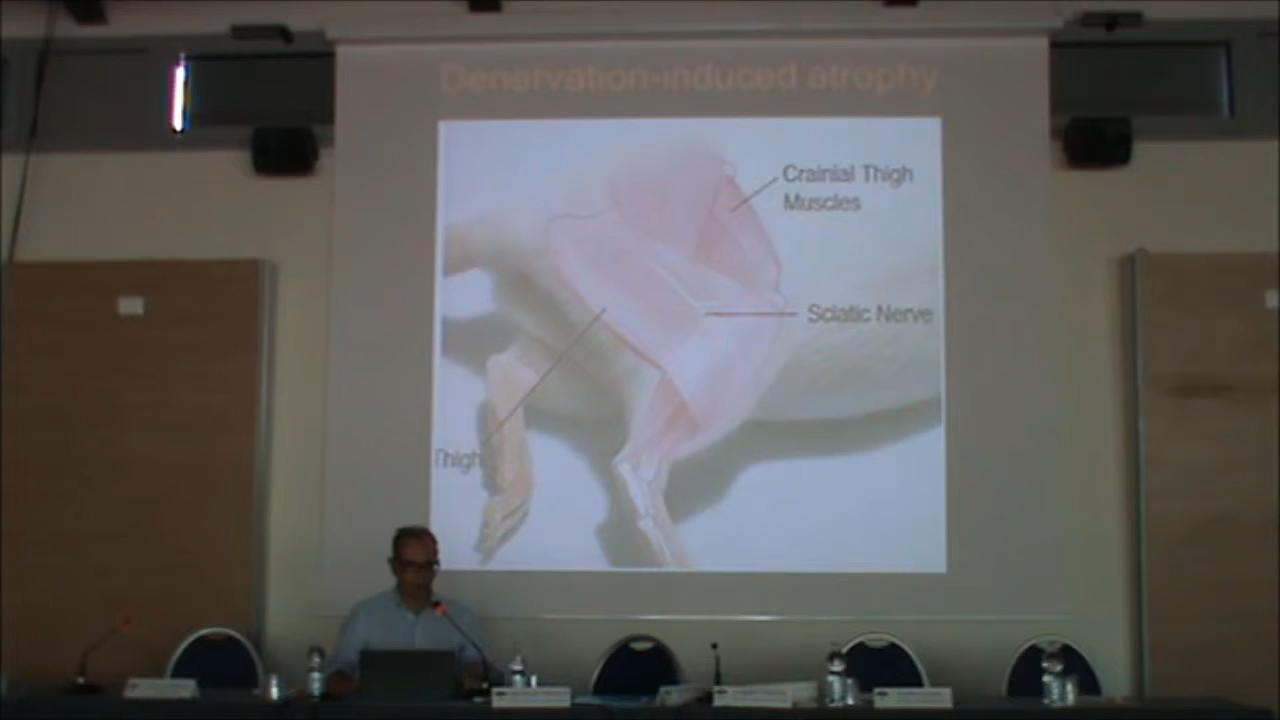 Denervation-induced atrophy
Crainial Thigh
Muscles
Sciatic Nerve
Thigh